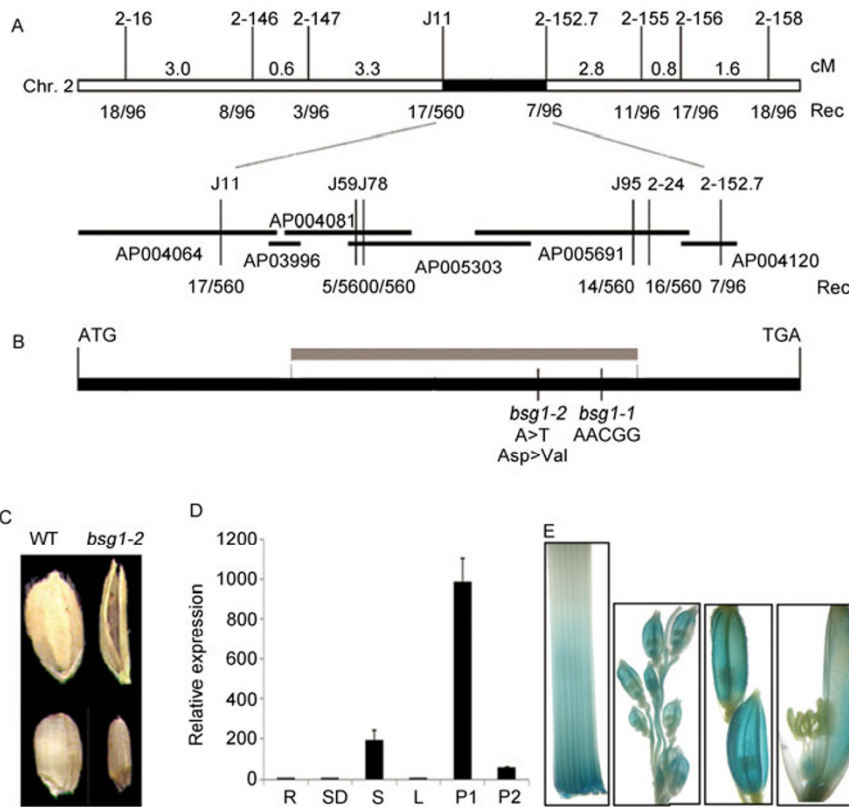 A
2-16 2-146 2-147 J11 2-152.7 2-155 2-156 2-158
3.0 0.6 3.3 2.8 0.8 1.6 cM
Chr. 2
18/96 8/96 3/96 17/560 7/96 11/96 17/96 18/96 Rec
J11 J59 J78 J95 2-24 2-152.7
AP004081
AP004064 AP03996 AP005303 AP005691 AP004120
17/560 5/5600/560 14/560 16/560 7/96 Rec
B
ATG TGA
bsg1-2 bsg1-1
A>T AACGG
Asp>Val
C
WT bsg1-2
D
Relative expression
1200
1000
800
600
400
200
0
R SD S L P1 P2
E